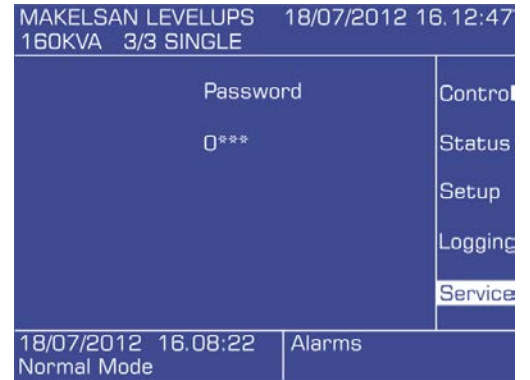 MAKELSAN LEVELUPS 18/07/2012 16.12:47
160KVA 3/3 SINGLE
Password
0***
Control
Status
Setup
Logging
Service
18/07/2012 16.08:22 Alarms
Normal Mode